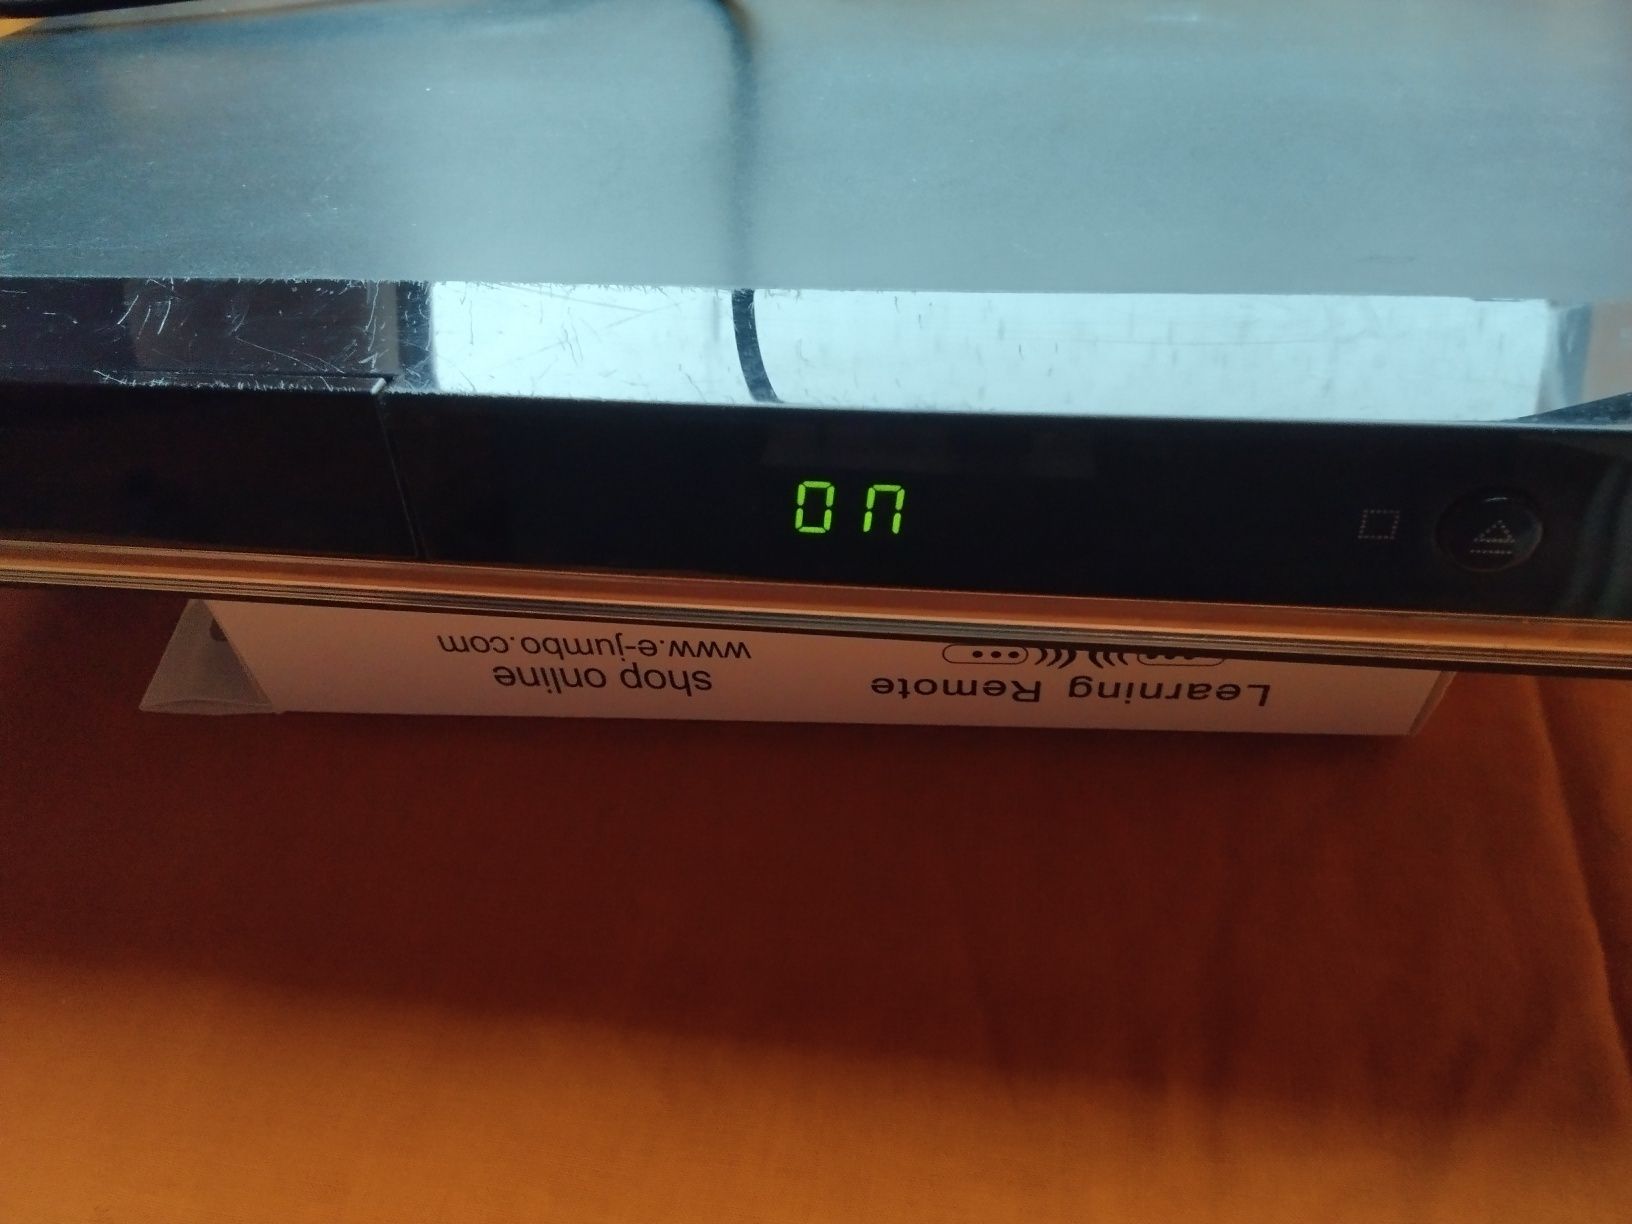 ON
Learning Remote
shop online
www.e-jumbo.com